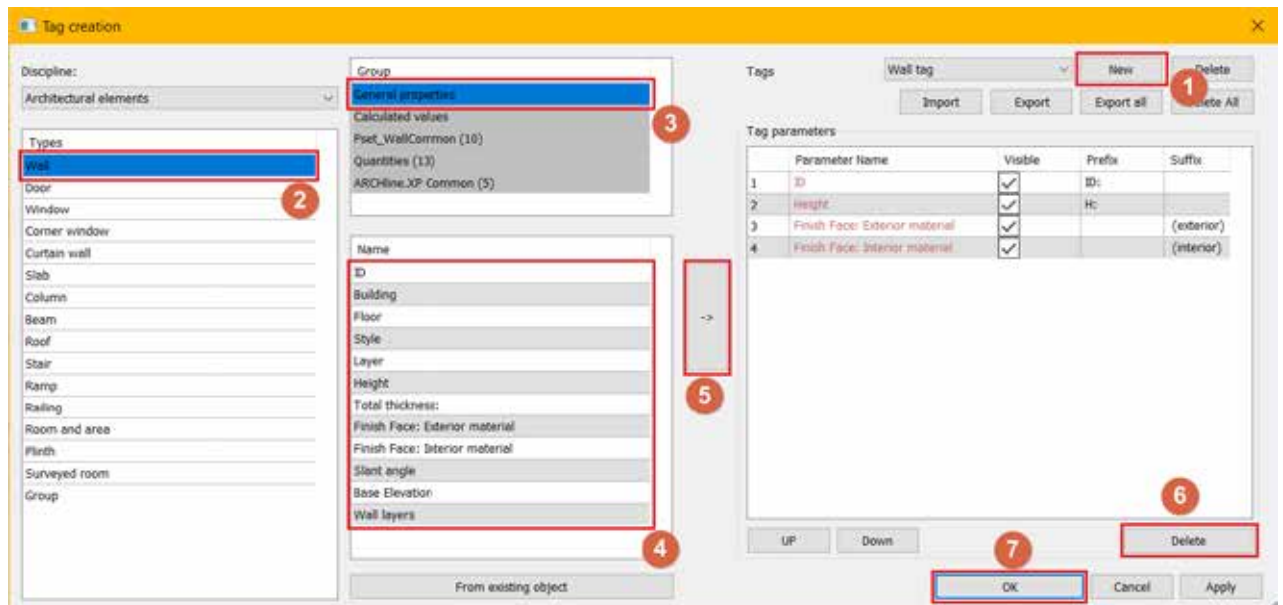 Tag creation
Discipline:
Architectural elements
Types
Wall
Door
Window
Corner window
Curtain wall
Slab
Column
Beam
Roof
Stair
Ramp
Railing
Room and area
Plinth
Surveyed room
Group
2
Group
General properties
Calculated values
Pset_WallCommon (10)
Quantities (13)
ARCHline.XP Common (5)
3
Name
ID
Building
Floor
Style
Layer
Height
Total thickness:
Finish Face: Exterior material
Finish Face: Interior material
Slant angle
Base Elevation
Wall layers
4
From existing object
->
5
Tags
Wall tag
New
Delete
1
Import
Export
Export all
Delete All
Tag parameters
Parameter Name Visible Prefix Suffix
1 ID ID:
2 Height H:
3 Finish Face: Exterior material (exterior)
4 Finish Face: Interior material (interior)
6
UP
Down
Delete
7
OK
Cancel
Apply